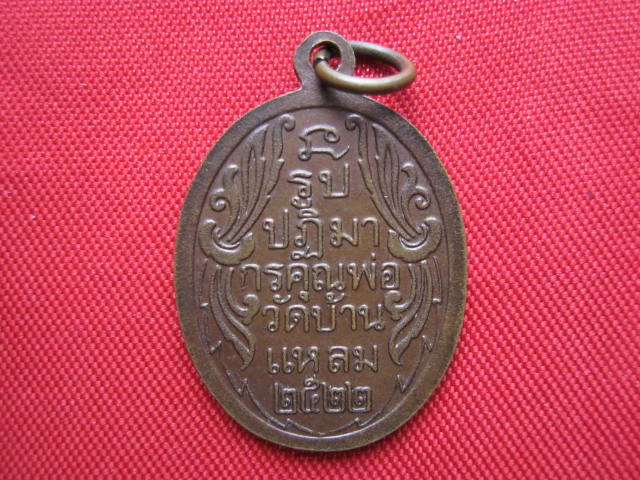 รูป
ปฏิมา
กรคุณพ่อ
วัดบ้าน
แหลม
๒๕๒๒